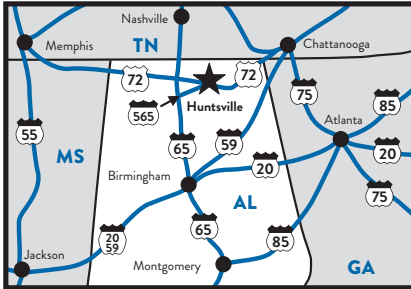 Nashville
Memphis
TN
Chattanooga
72
72
Huntsville
565
75
85
55
Atlanta
65
59
20
20
MS
Birmingham
75
AL
20
59
65
85
Jackson
Montgomery
GA